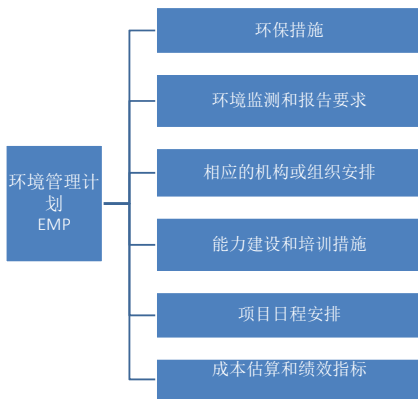 环保措施
环境监测和报告要求
相应的机构或组织安排
环境管理计
划
EMP
能力建设和培训措施
项目日程安排
成本估算和绩效指标